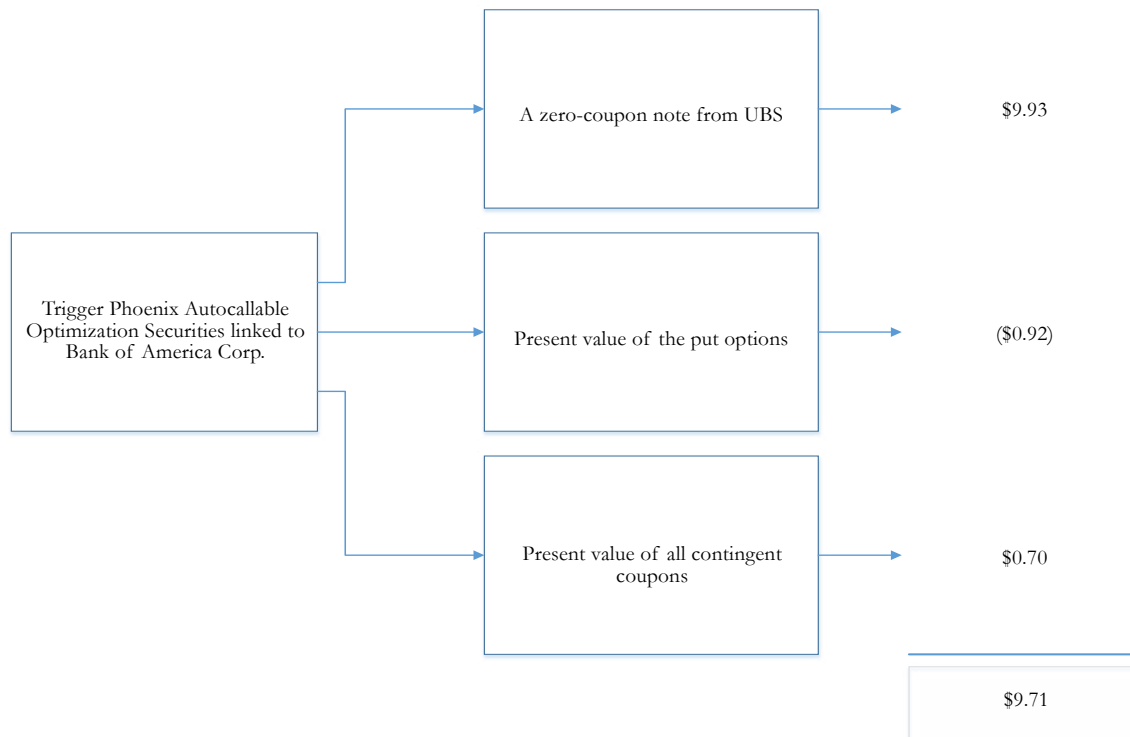 A zero-coupon note from UBS
$9.93
Trigger Phoenix Autocallable
Optimization Securities linked to
Bank of America Corp.
Present value of the put options
($0.92)
Present value of all contingent
coupons
$0.70
$9.71